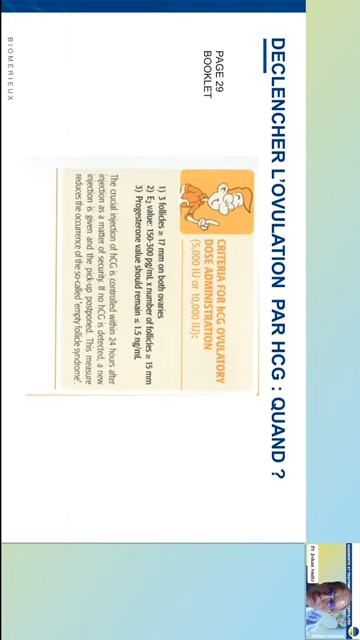 DECLENCHER L'OVULATION PAR HCG : QUAND ?
PAGE 29
BOOKLET
CRITERIA FOR hCG OVULATORY
DOSE ADMINISTRATION
(5,000 IU or 10,000 IU):
1) 3 follicles ≥ 17 mm on both ovaries
2) E₂ value: 150-300 pg/mL x number of follicles ≥ 15 mm
3) Progesterone value should remain ≤ 1.5 ng/mL
The crucial injection of hCG is controlled within 24 hours after
injection as a matter of security. If no hCG is detected, a new
injection is given and the pick-up postponed. This measure
reduces the occurrence of the so-called 'empty follicle syndrome'.
BIOMÉRIEUX
Pr Johan Smitz